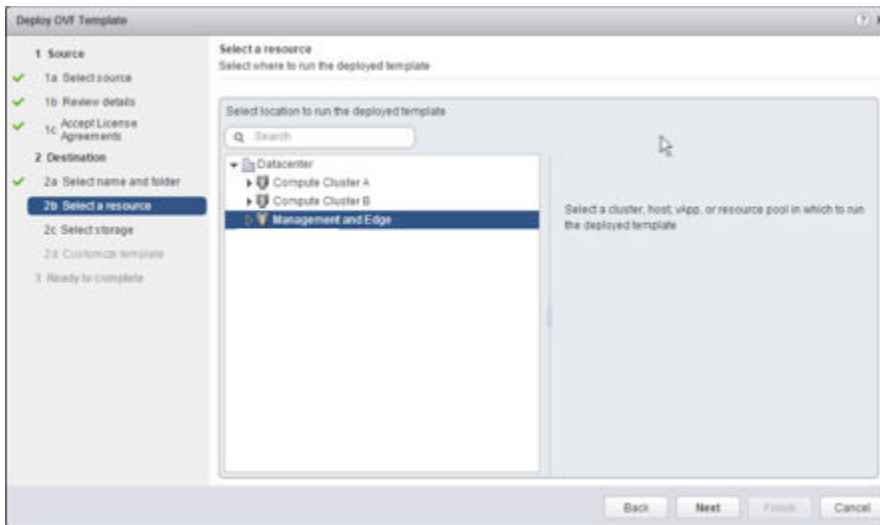 Deploy OVF Template
1 Source
1a Select source
1b Review details
1c Accept License
Agreements
2 Destination
2a Select name and folder
2b Select a resource
2c Select storage
2d Customize template
3 Ready to complete
Select a resource
Select where to run the deployed template
Select location to run the deployed template
Search
Datacenter
Compute Cluster A
Compute Cluster B
Management and Edge
Select a cluster, host, vApp, or resource pool in which to run
the deployed template
Back Next Finish Cancel